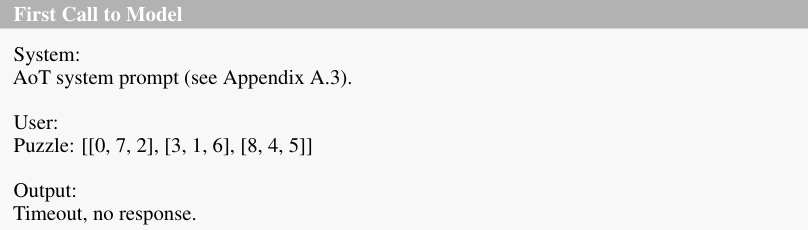 First Call to Model
System:
AoT system prompt (see Appendix A.3).
User:
Puzzle: [[0, 7, 2], [3, 1, 6], [8, 4, 5]]
Output:
Timeout, no response.